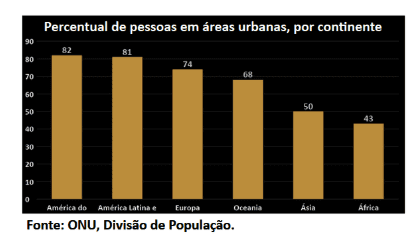 Percentual de pessoas em áreas urbanas, por continente
90
80
70
60
50
40
30
20
10
0
82
81
74
68
50
43
América do
América Latina e
Europa
Oceania
Ásia
África
Fonte: ONU, Divisão de População.